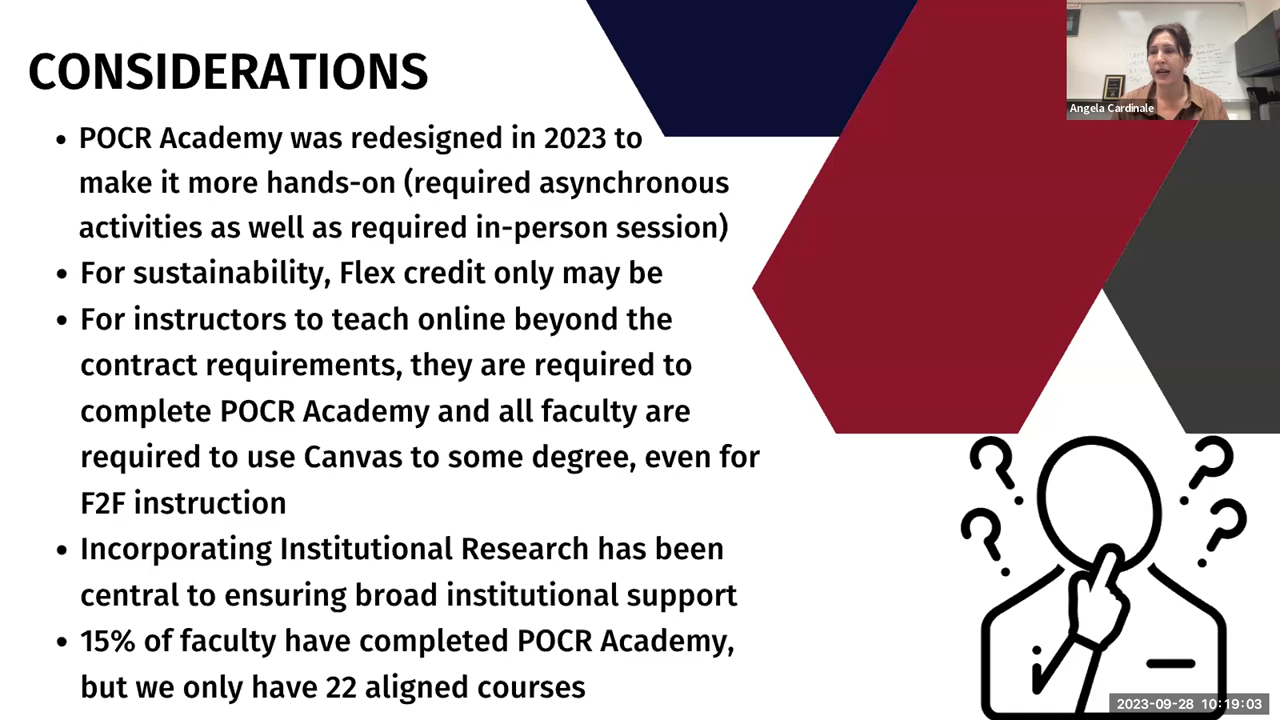 CONSIDERATIONS
• POCR Academy was redesigned in 2023 to
make it more hands-on (required asynchronous
activities as well as required in-person session)
• For sustainability, Flex credit only may be
• For instructors to teach online beyond the
contract requirements, they are required to
complete POCR Academy and all faculty are
required to use Canvas to some degree, even for
F2F instruction
• Incorporating Institutional Research has been
central to ensuring broad institutional support
• 15% of faculty have completed POCR Academy,
but we only have 22 aligned courses
Angela Cardinale
2023-09-28 10:19:03